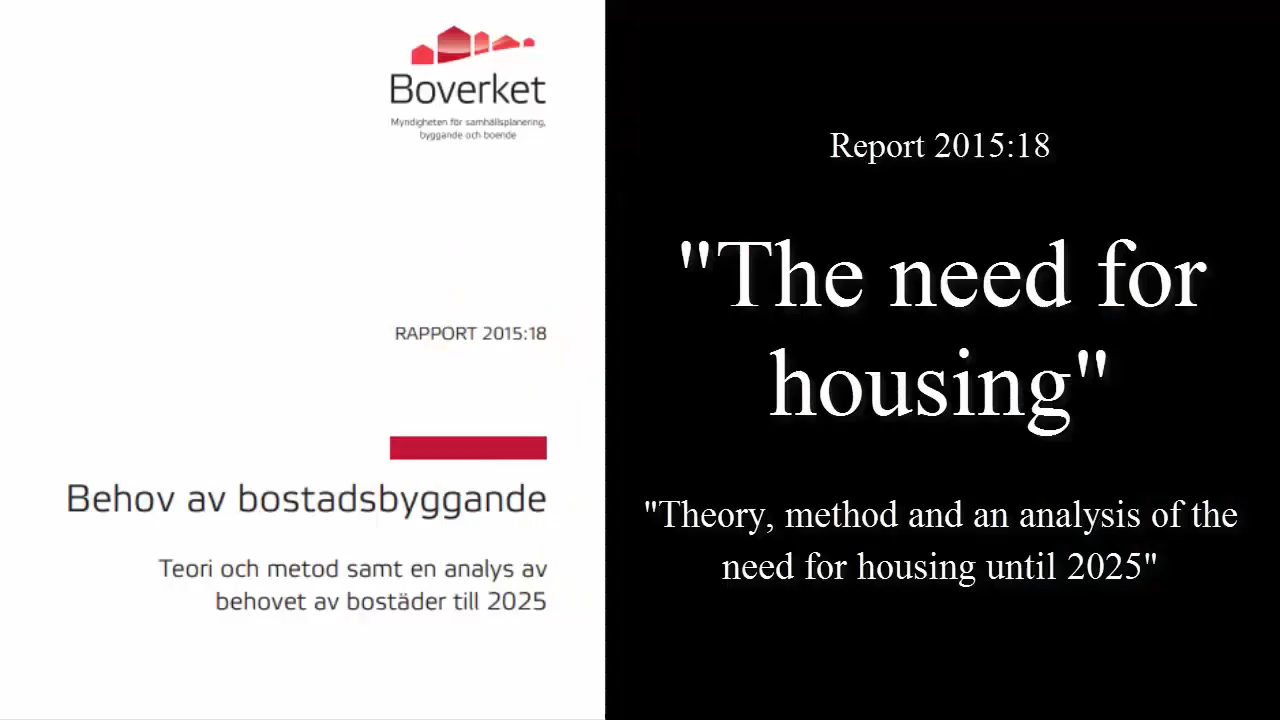 Boverket
Myndigheten för samhällsplanering,
byggande och boende
RAPPORT 2015:18
Behov av bostadsbyggande
Teori och metod samt en analys av
behovet av bostäder till 2025
Report 2015:18
"The need for
housing"
"Theory, method and an analysis of the
need for housing until 2025"